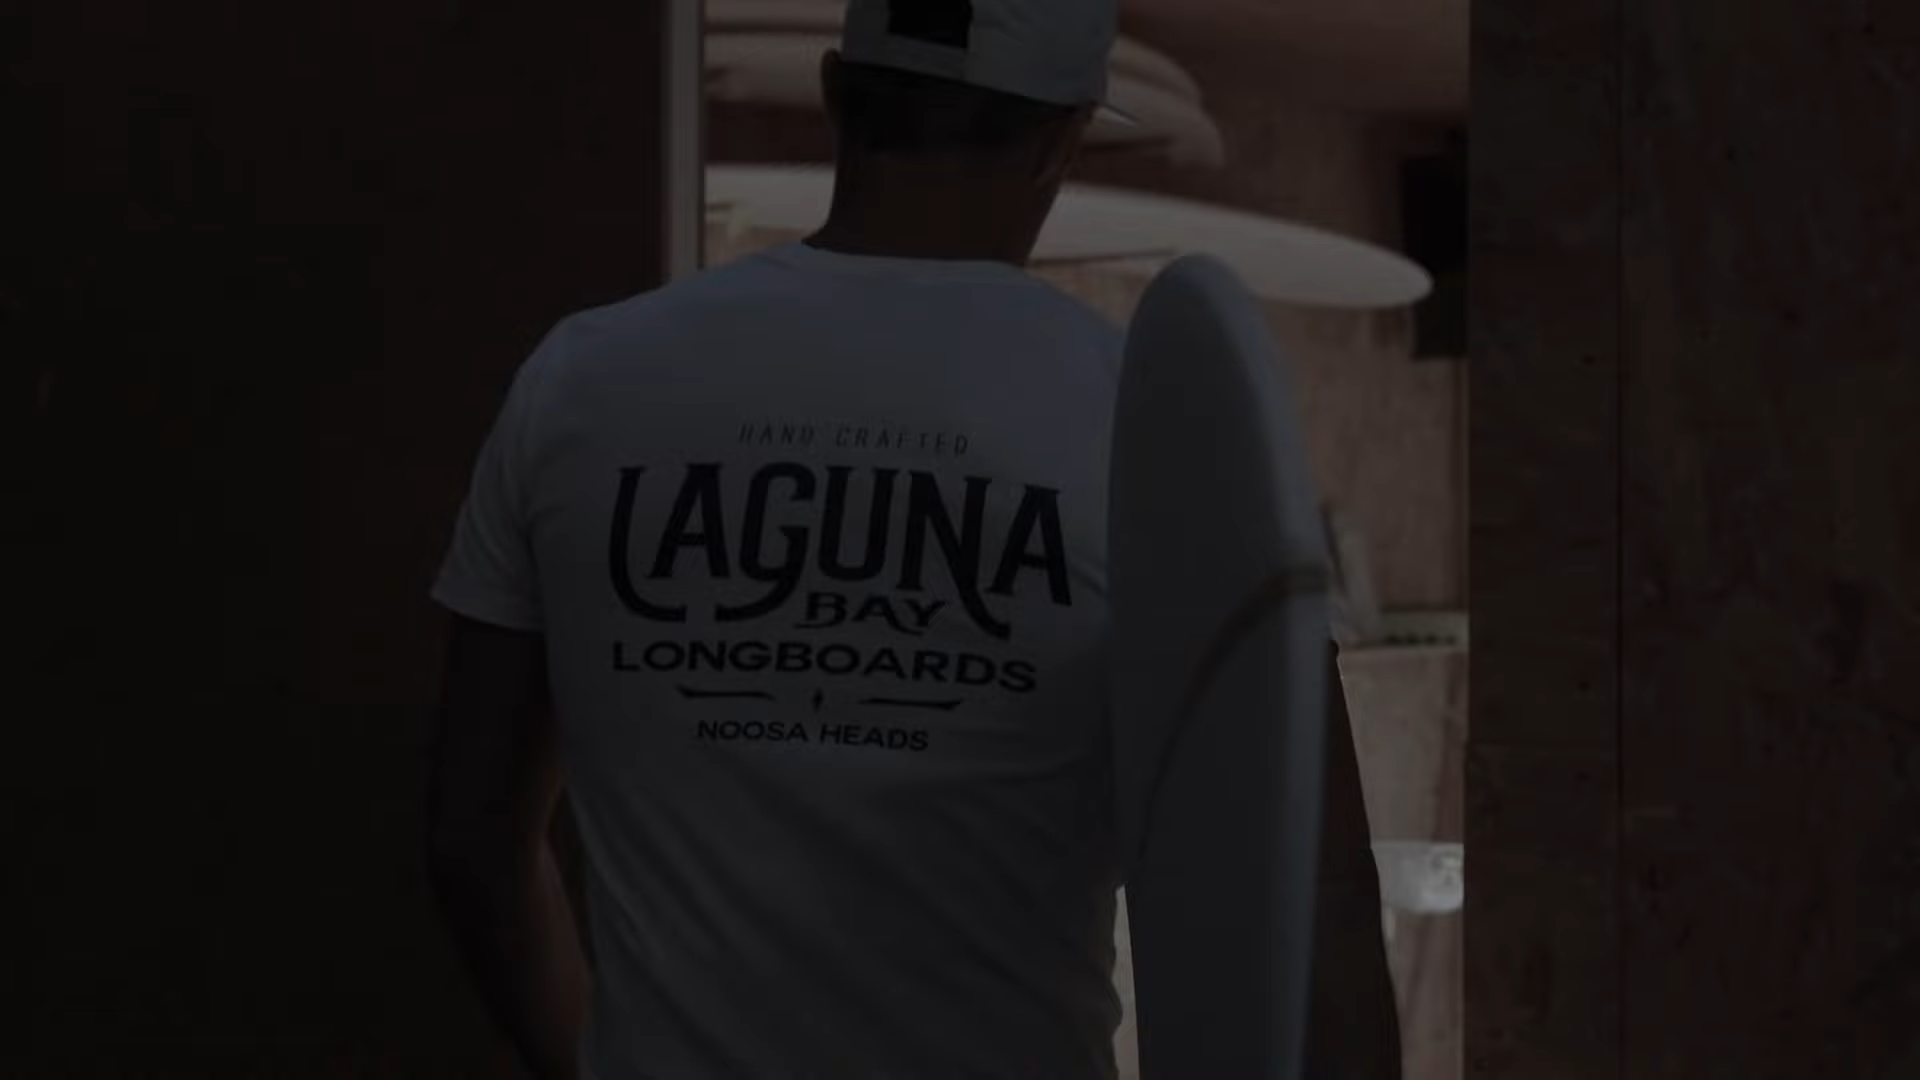 HAND CRAFTED
LAGUNA
BAY
LONGBOARDS
NOOSA HEADS